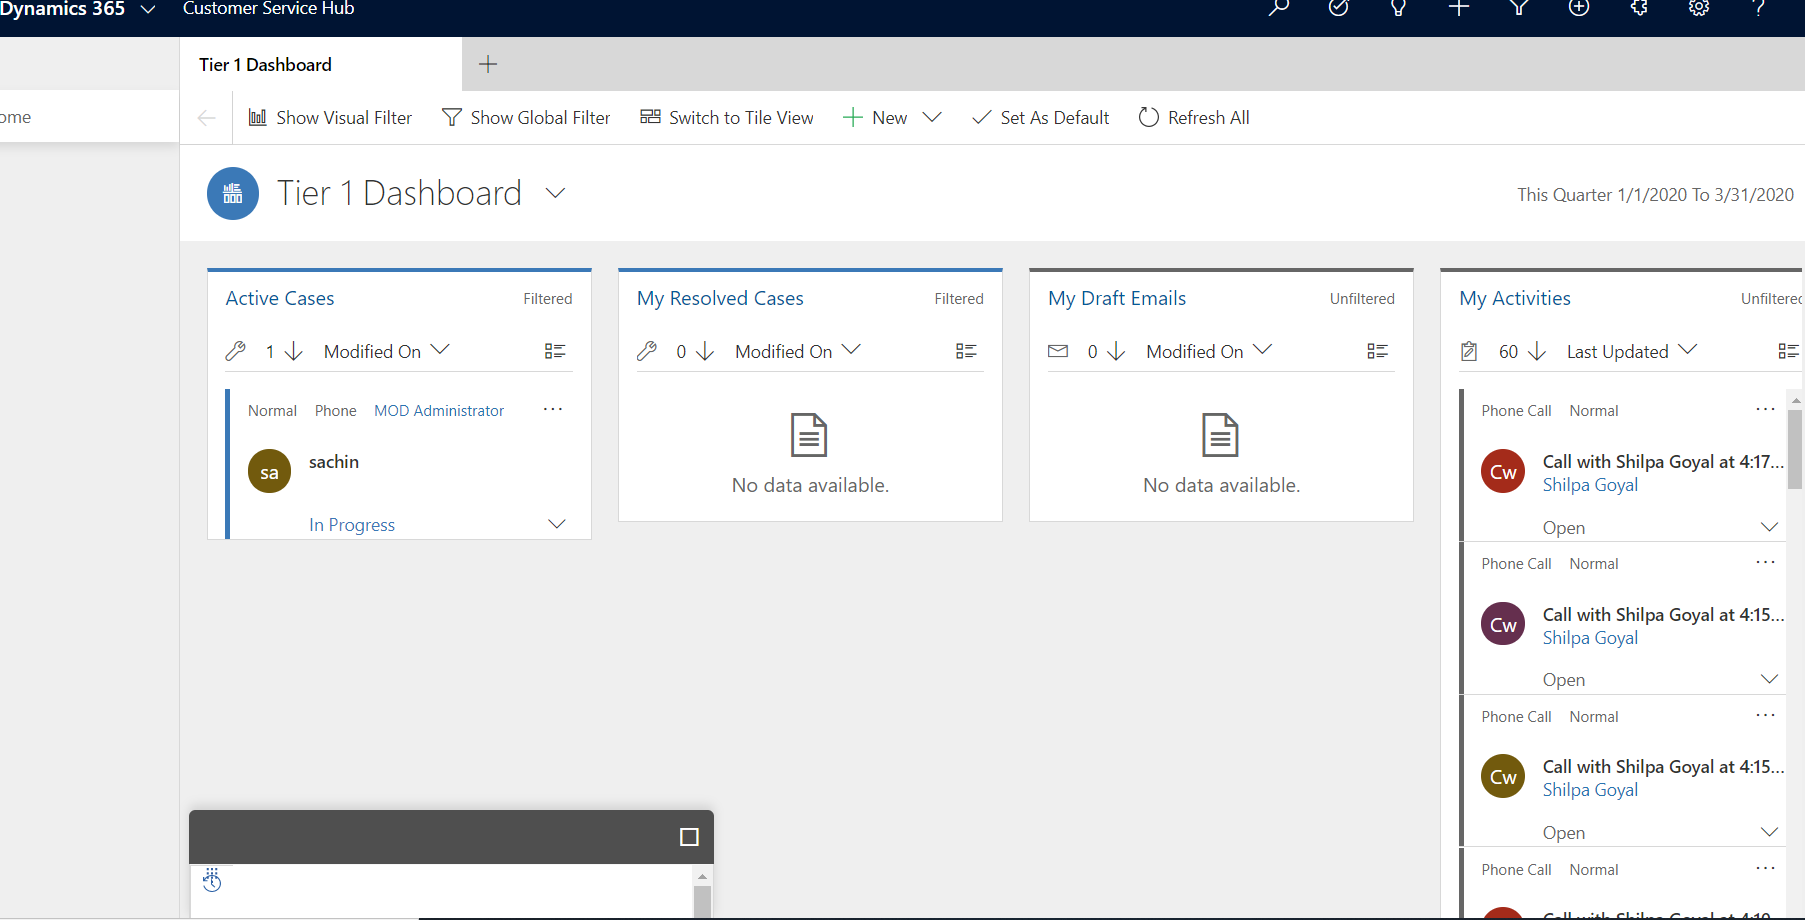 Dynamics 365 Customer Service Hub
ome
Tier 1 Dashboard
Show Visual Filter Show Global Filter Switch to Tile View New Set As Default Refresh All
Tier 1 Dashboard
This Quarter 1/1/2020 To 3/31/2020
Active Cases Filtered
1 Modified On
Normal Phone MOD Administrator ...
sa
sachin
In Progress
My Resolved Cases Filtered
0 Modified On
No data available.
My Draft Emails Unfiltered
0 Modified On
No data available.
My Activities Unfiltered
60 Last Updated
Phone Call Normal ...
Cw
Call with Shilpa Goyal at 4:17...
Shilpa Goyal
Open
Phone Call Normal ...
Cw
Call with Shilpa Goyal at 4:15...
Shilpa Goyal
Open
Phone Call Normal ...
Cw
Call with Shilpa Goyal at 4:15...
Shilpa Goyal
Open
Phone Call Normal ...
Call with Shilpa Goyal at